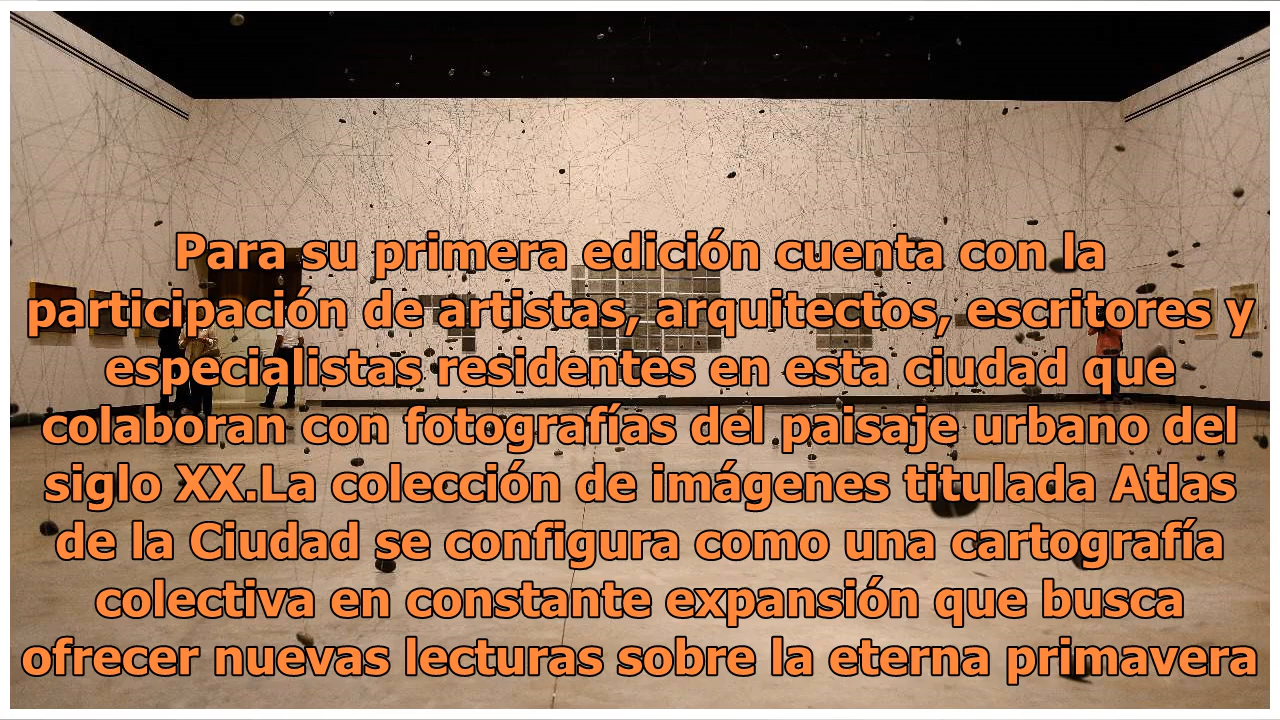 Para su primera edición cuenta con la
participación de artistas, arquitectos, escritores y
especialistas residentes en esta ciudad que
colaboran con fotografías del paisaje urbano del
siglo XX.La colección de imágenes titulada Atlas
de la Ciudad se configura como una cartografía
colectiva en constante expansión que busca
ofrecer nuevas lecturas sobre la eterna primavera